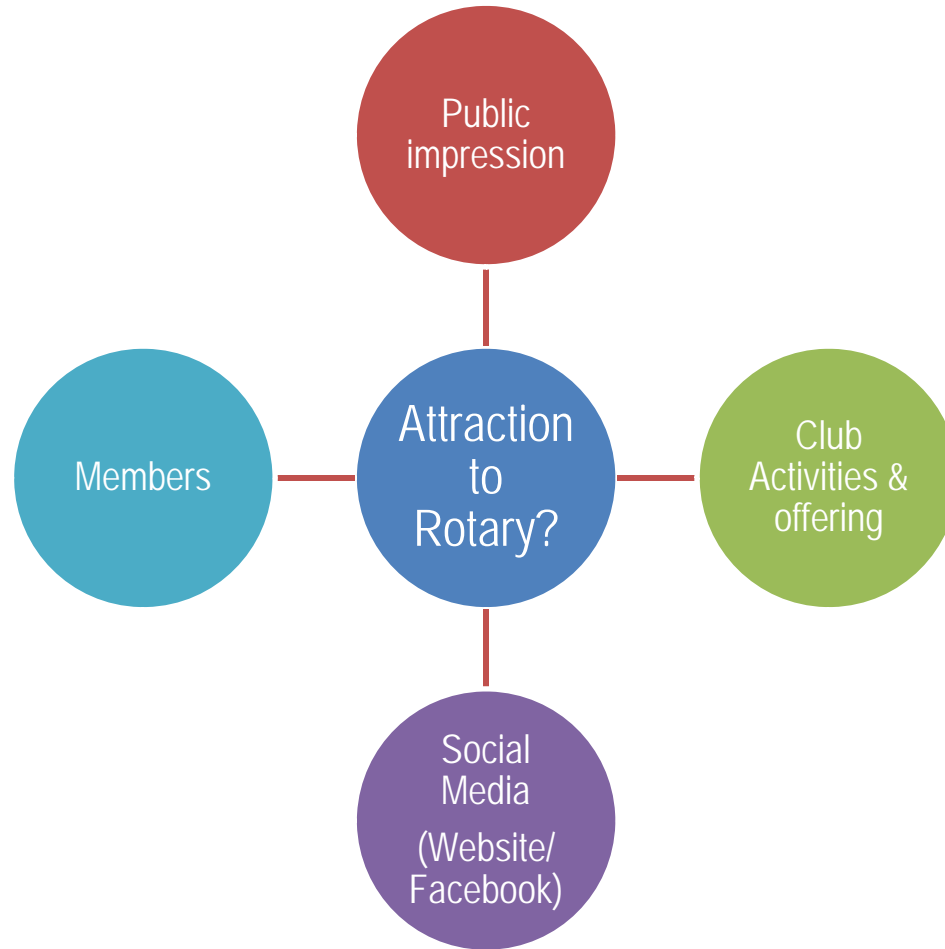 Public
impression
Members
Attraction
to
Rotary?
Club
Activities &
offering
Social
Media
(Website/
Facebook)